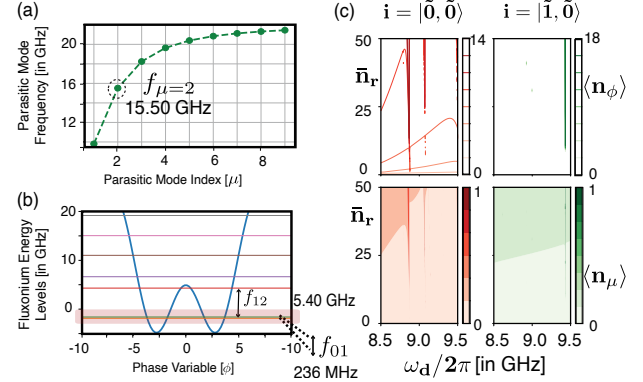 (a)
Parasitic Mode
Frequency [in GHz]
20
16
12
f_{μ=2}
15.50 GHz
2 4 6 8
Parasitic Mode Index [μ]
(b)
Fluxonium Energy
Levels [in GHz]
20
10
0
f_{12}
5.40 GHz
-10 -5 0 5 -10
Phase Variable [ϕ]
f_{01}
236 MHz
(c)
i = |0̃, 0̃⟩
i = |1̃, 0̃⟩
n̄_r
50
25
0
14
0
18
0
⟨n_ϕ⟩
n̄_r
50
25
0
1
0
1
0
⟨n_μ⟩
8.5 9.0 9.5 8.5 9.0 9.5
ω_d/2π [in GHz]